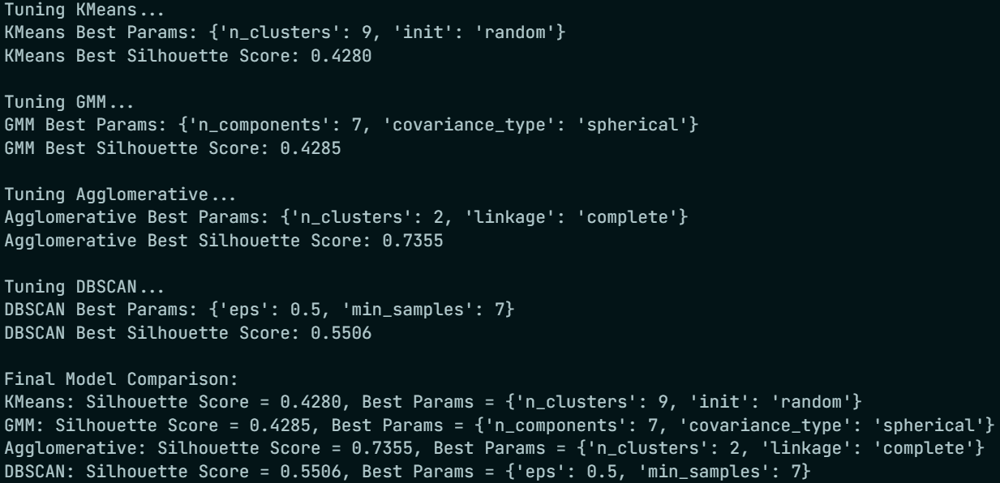 Tuning KMeans...
KMeans Best Params: {'n_clusters': 9, 'init': 'random'}
KMeans Best Silhouette Score: 0.4280

Tuning GMM...
GMM Best Params: {'n_components': 7, 'covariance_type': 'spherical'}
GMM Best Silhouette Score: 0.4285

Tuning Agglomerative...
Agglomerative Best Params: {'n_clusters': 2, 'linkage': 'complete'}
Agglomerative Best Silhouette Score: 0.7355

Tuning DBSCAN...
DBSCAN Best Params: {'eps': 0.5, 'min_samples': 7}
DBSCAN Best Silhouette Score: 0.5506

Final Model Comparison:
KMeans: Silhouette Score = 0.4280, Best Params = {'n_clusters': 9, 'init': 'random'}
GMM: Silhouette Score = 0.4285, Best Params = {'n_components': 7, 'covariance_type': 'spherical'}
Agglomerative: Silhouette Score = 0.7355, Best Params = {'n_clusters': 2, 'linkage': 'complete'}
DBSCAN: Silhouette Score = 0.5506, Best Params = {'eps': 0.5, 'min_samples': 7}